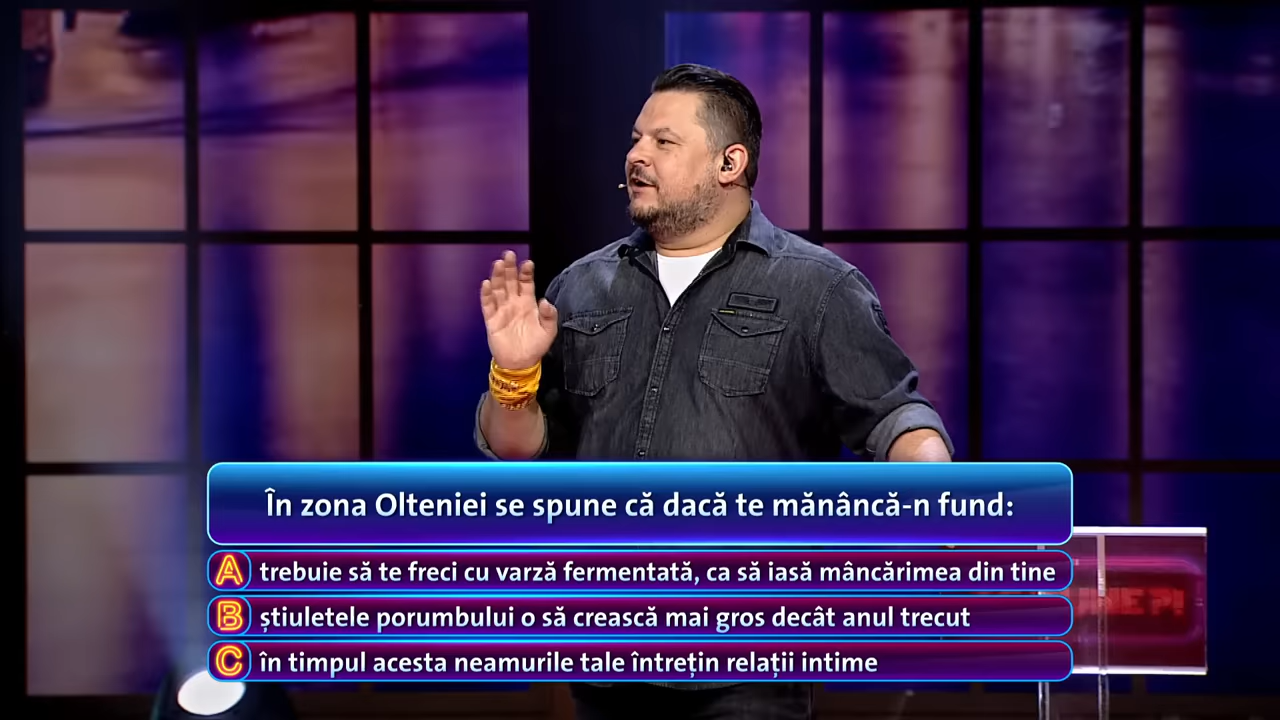 În zona Olteniei se spune că dacă te mănâncă-n fund:
A trebuie să te freci cu varză fermentată, ca să iasă mâncărimea din tine
B știuletele porumbului o să crească mai gros decât anul trecut
C în timpul acesta neamurile tale întrețin relații intime